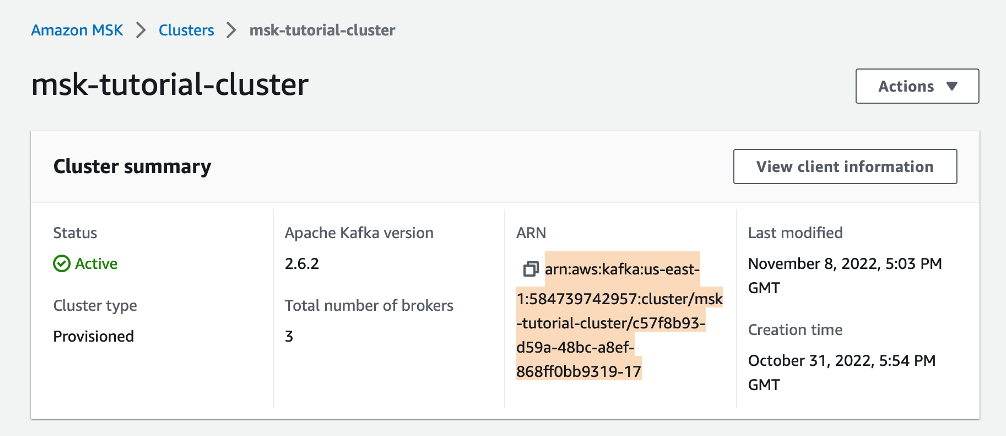 Amazon MSK > Clusters > msk-tutorial-cluster
msk-tutorial-cluster
Actions
Cluster summary
View client information
Status
Active
Cluster type
Provisioned
Apache Kafka version
2.6.2
Total number of brokers
3
ARN
arn:aws:kafka:us-east-
1:584739742957:cluster/msk
-tutorial-cluster/c57f8b93-
d59a-48bc-a8ef-
868ff0bb9319-17
Last modified
November 8, 2022, 5:03 PM
GMT
Creation time
October 31, 2022, 5:54 PM
GMT